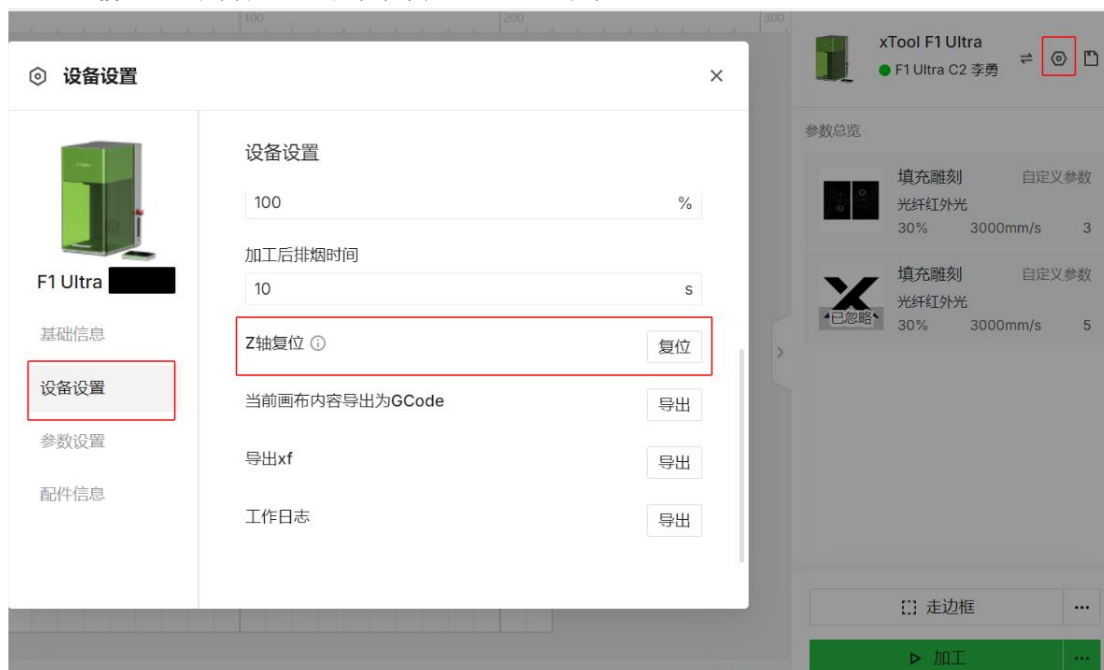 100
200
300
设备设置
F1 Ultra
基础信息
设备设置
参数设置
配件信息
设备设置
100 %
加工后排烟时间
10 s
Z轴复位
复位
当前画布内容导出为GCode
导出
导出xf
导出
工作日志
导出
xTool F1 Ultra
F1 Ultra C2 李勇
参数总览
填充雕刻 自定义参数
光纤红外光
30% 3000mm/s 3
填充雕刻 自定义参数
已忽略
光纤红外光
30% 3000mm/s 5
走边框
加工